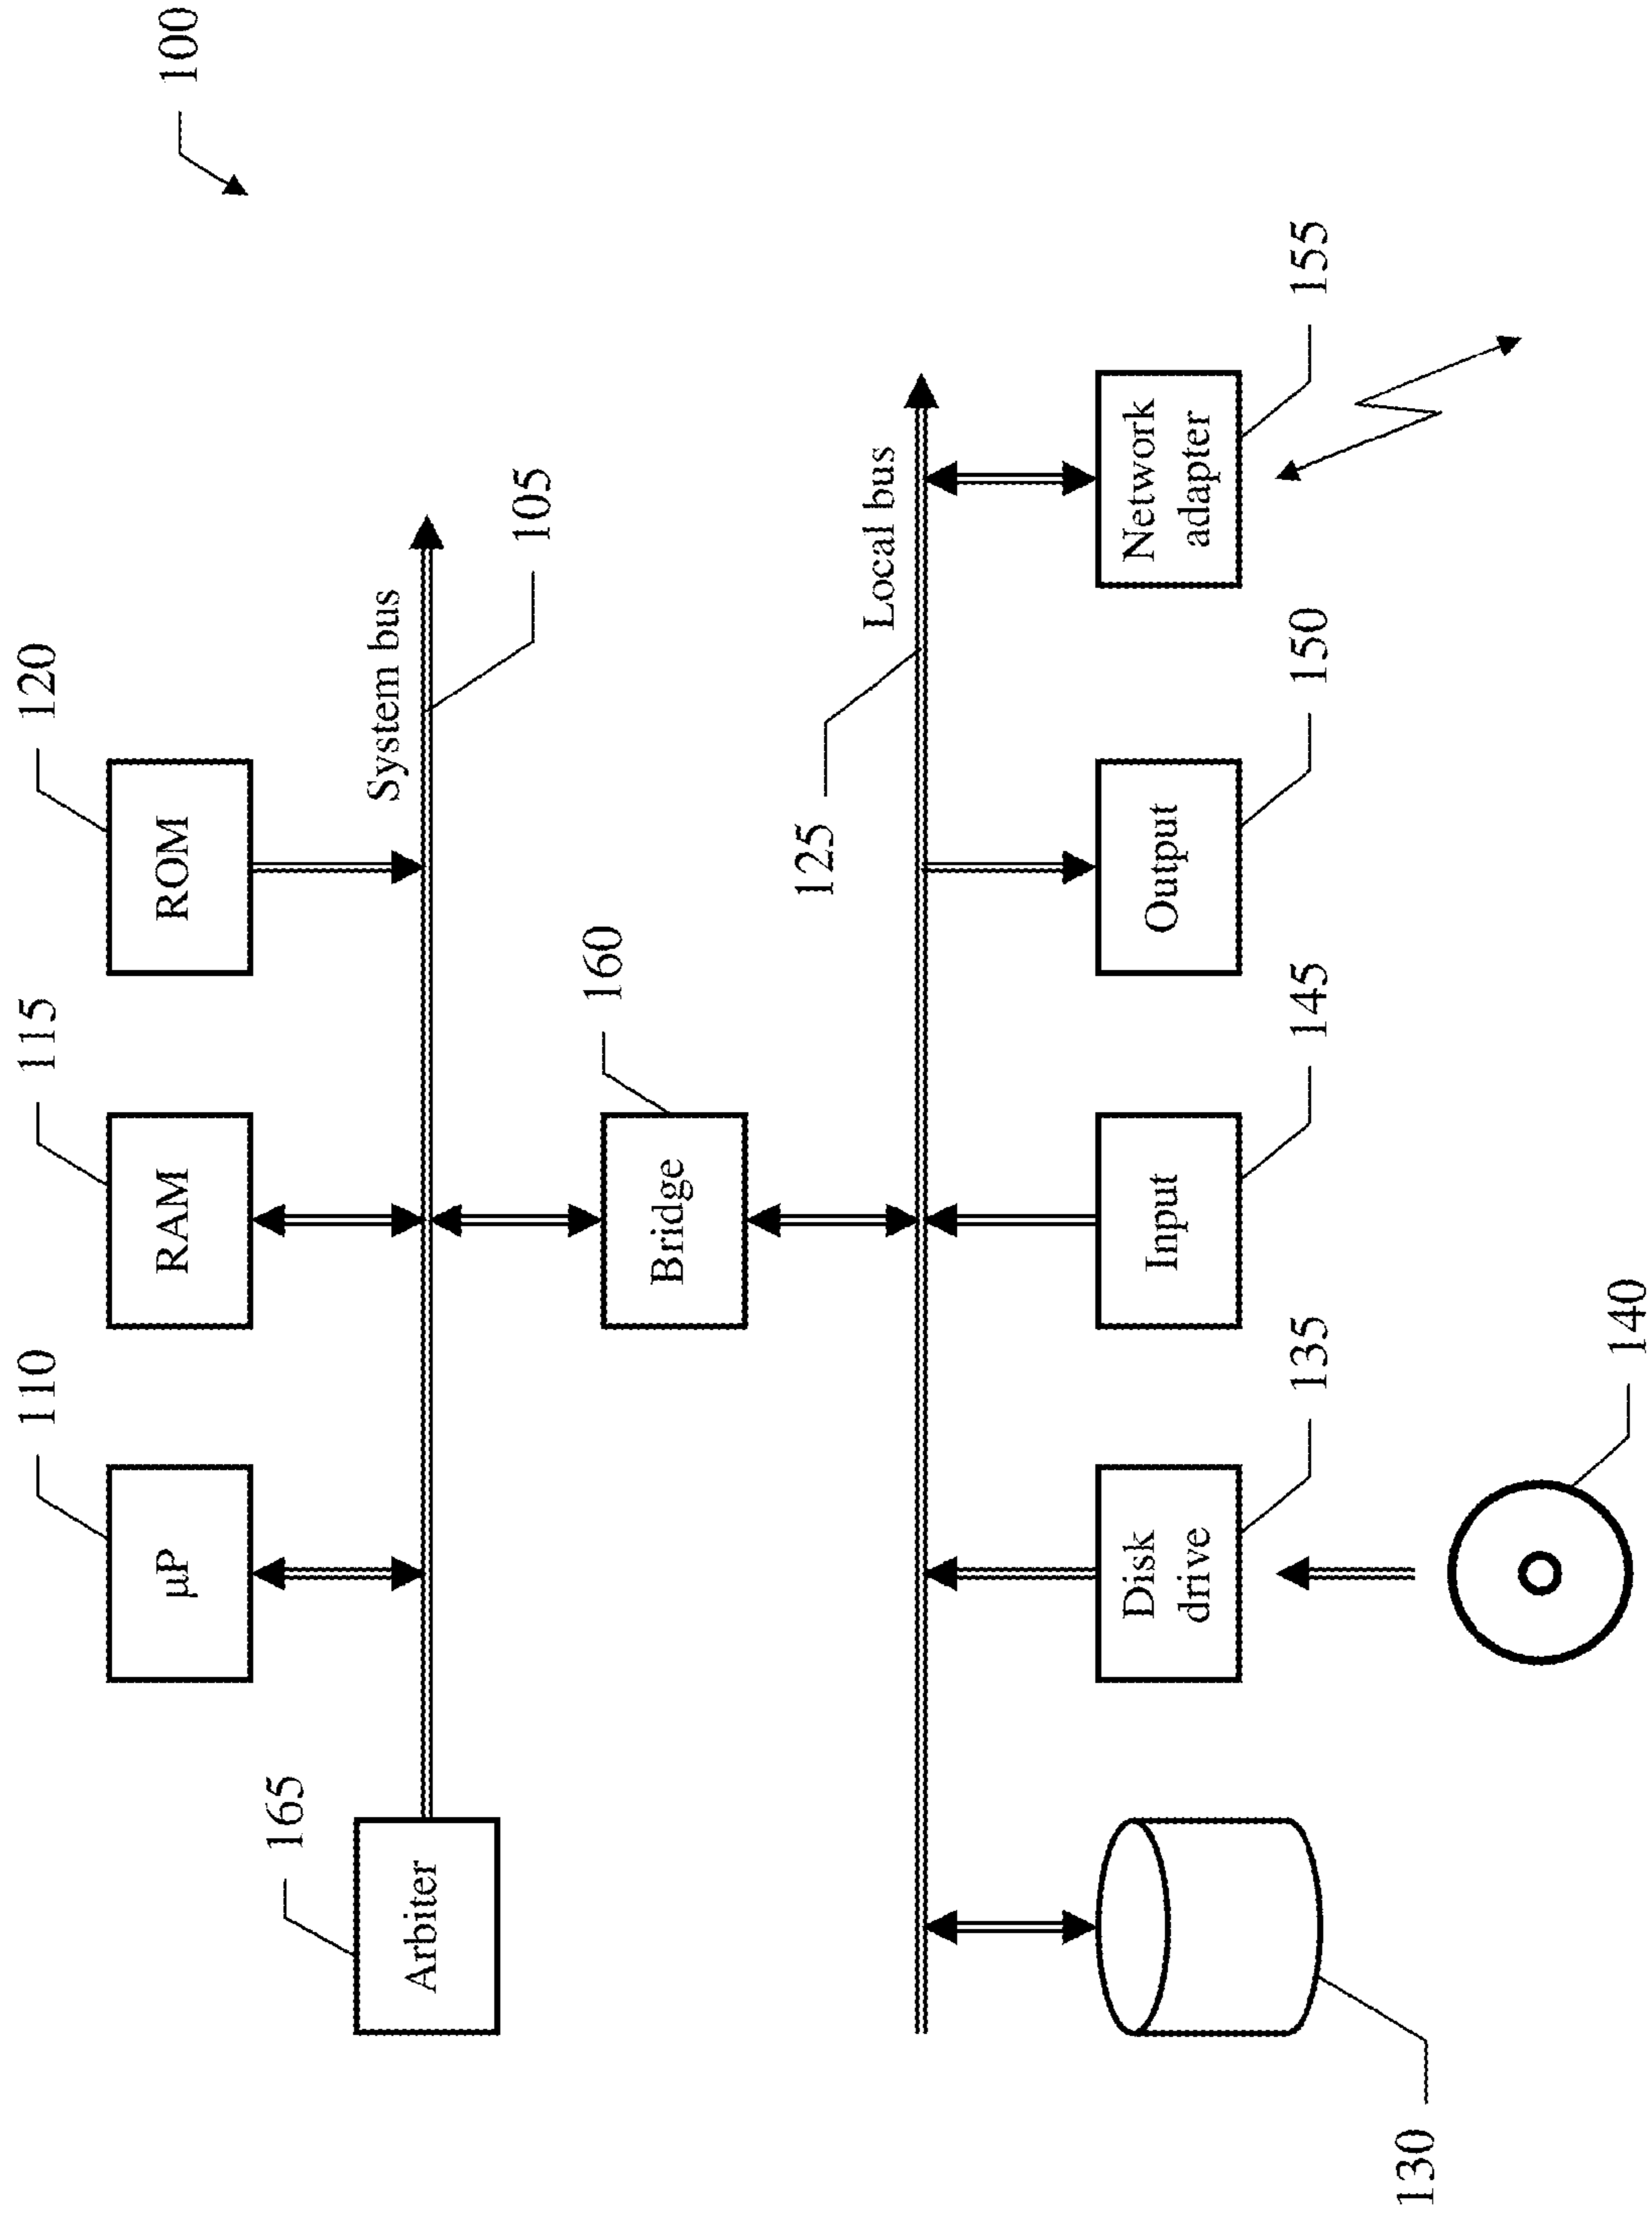 100
110
115
120
μP
RAM
ROM
165
Arbiter
System bus
105
160
Bridge
125
Local bus
Disk
drive
Input
Output
Network
adapter
130
135
145
150
155
140